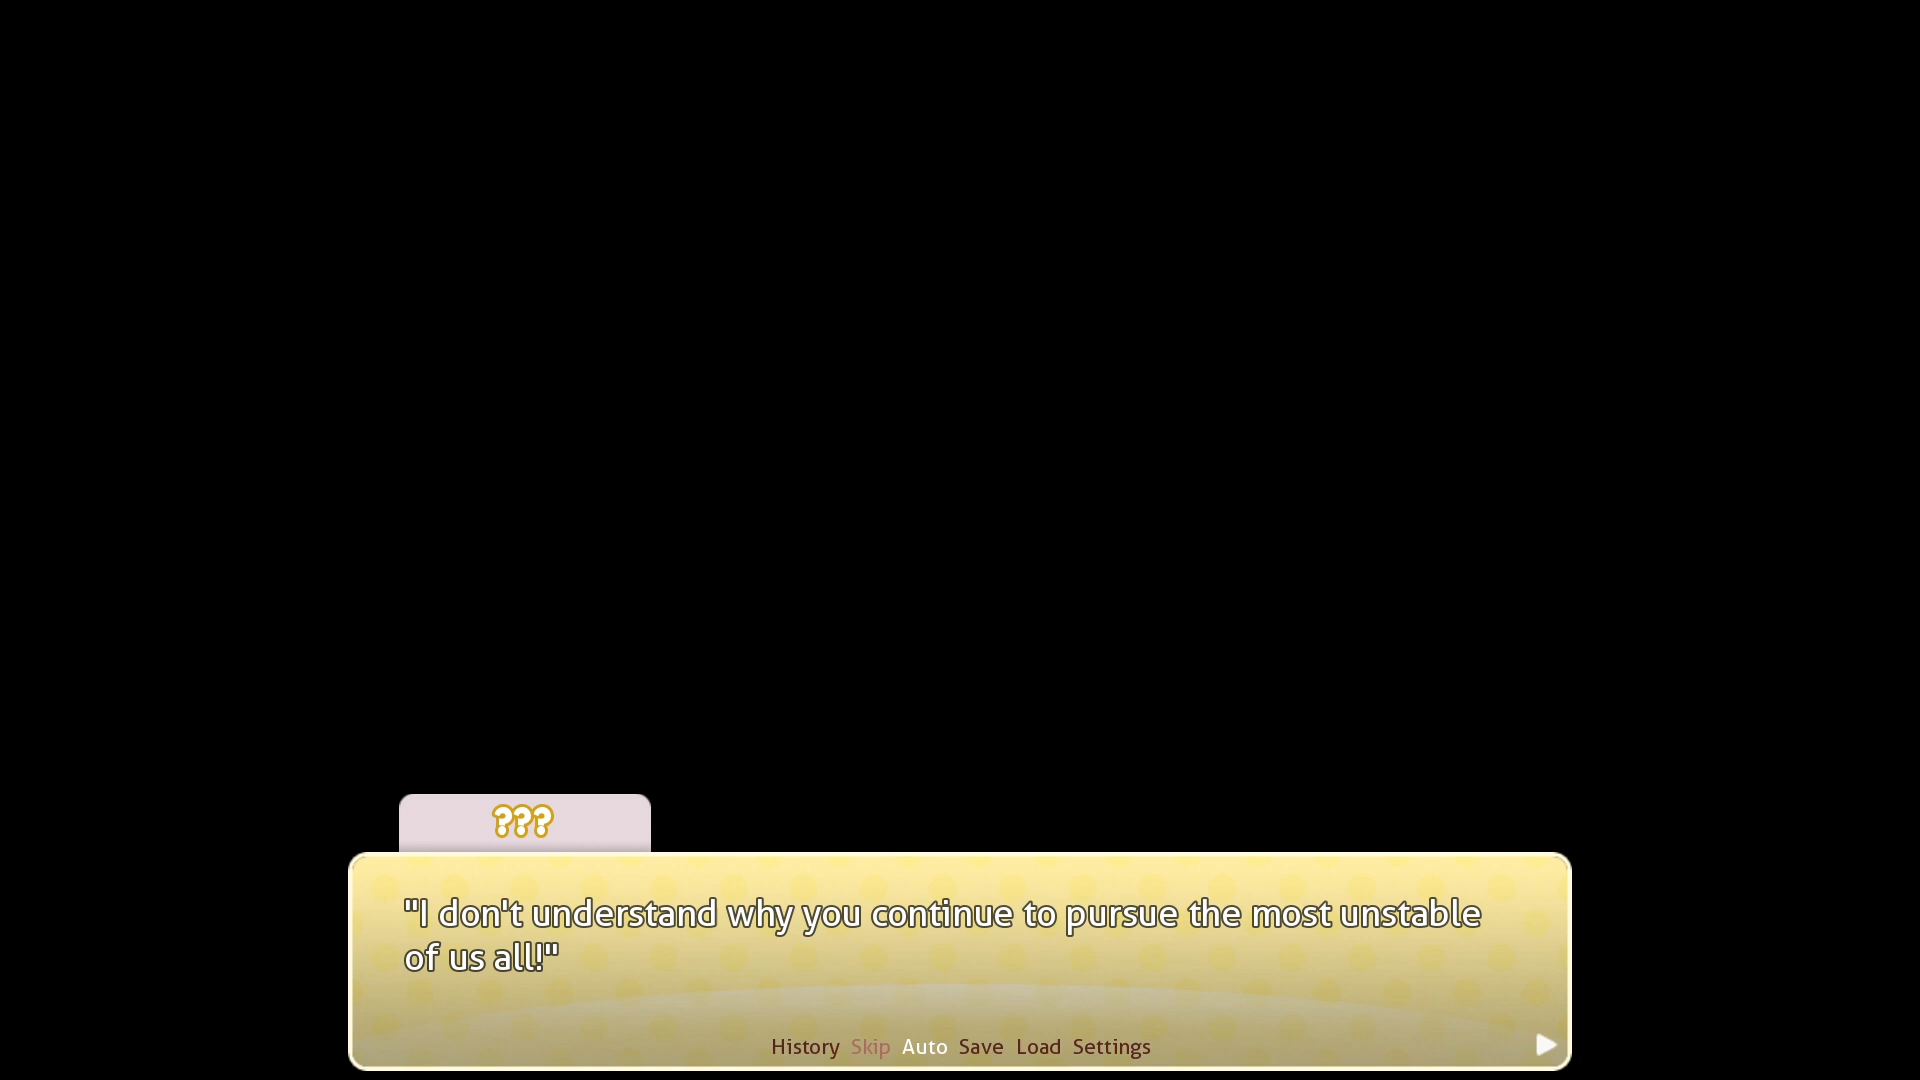 ???
"I don't understand why you continue to pursue the most unstable
of us all!"
History Skip Auto Save Load Settings